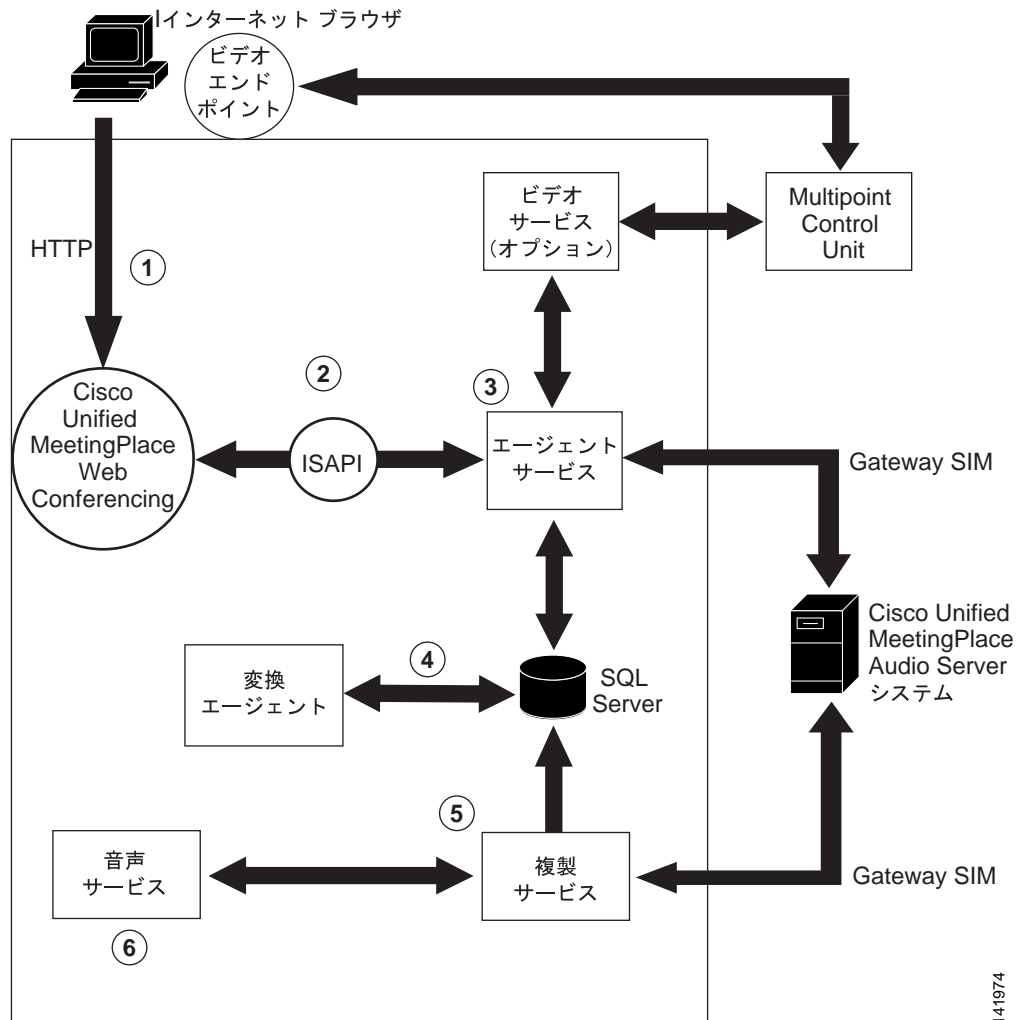 Iインターネット ブラウザ
ビデオ
エンド
ポイント
HTTP
1
ビデオ
サービス
(オプション)
Multipoint
Control
Unit
2
3
Cisco
Unified
MeetingPlace
Web
Conferencing
ISAPI
エージェント
サービス
Gateway SIM
4
変換
エージェント
SQL
Server
Cisco Unified
MeetingPlace
Audio Server
システム
5
音声
サービス
6
複製
サービス
Gateway SIM
141974